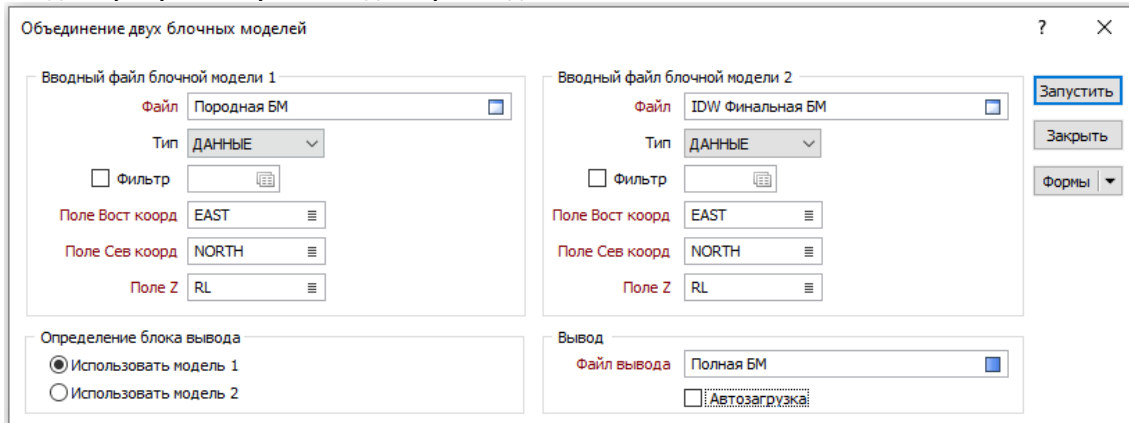 Объединение двух блочных моделей ?
Вводный файл блочной модели 1
Файл Породная БМ
Тип ДАННЫЕ
Фильтр
Поле Вост коорд EAST
Поле Сев коорд NORTH
Поле Z RL
Вводный файл блочной модели 2
Файл IDW Финальная БМ
Тип ДАННЫЕ
Фильтр
Поле Вост коорд EAST
Поле Сев коорд NORTH
Поле Z RL
Запустить
Закрыть
Формы
Определение блока вывода
Использовать модель 1
Использовать модель 2
Вывод
Файл вывода Полная БМ
Автозагрузка